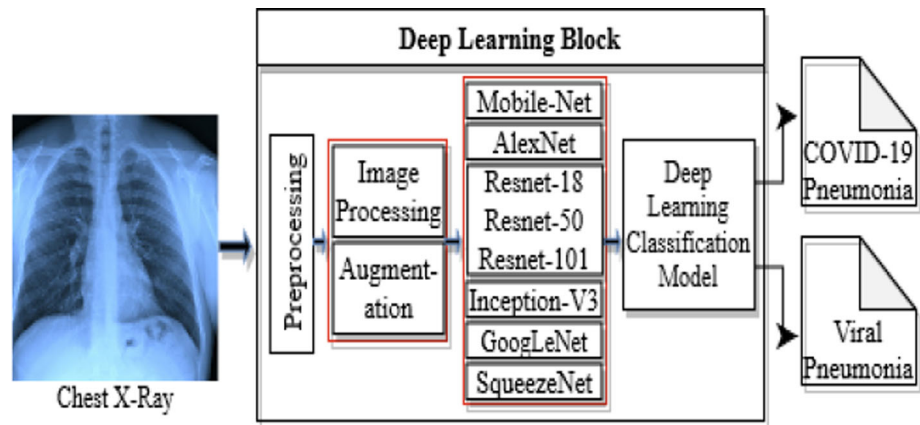 Deep Learning Block
Chest X-Ray
Preprocessing
Image
Processing
Augment-
ation
Mobile-Net
AlexNet
Resnet-18
Resnet-50
Resnet-101
Inception-V3
GoogLeNet
SqueezeNet
Deep
Learning
Classification
Model
COVID-19
Pneumonia
Viral
Pneumonia